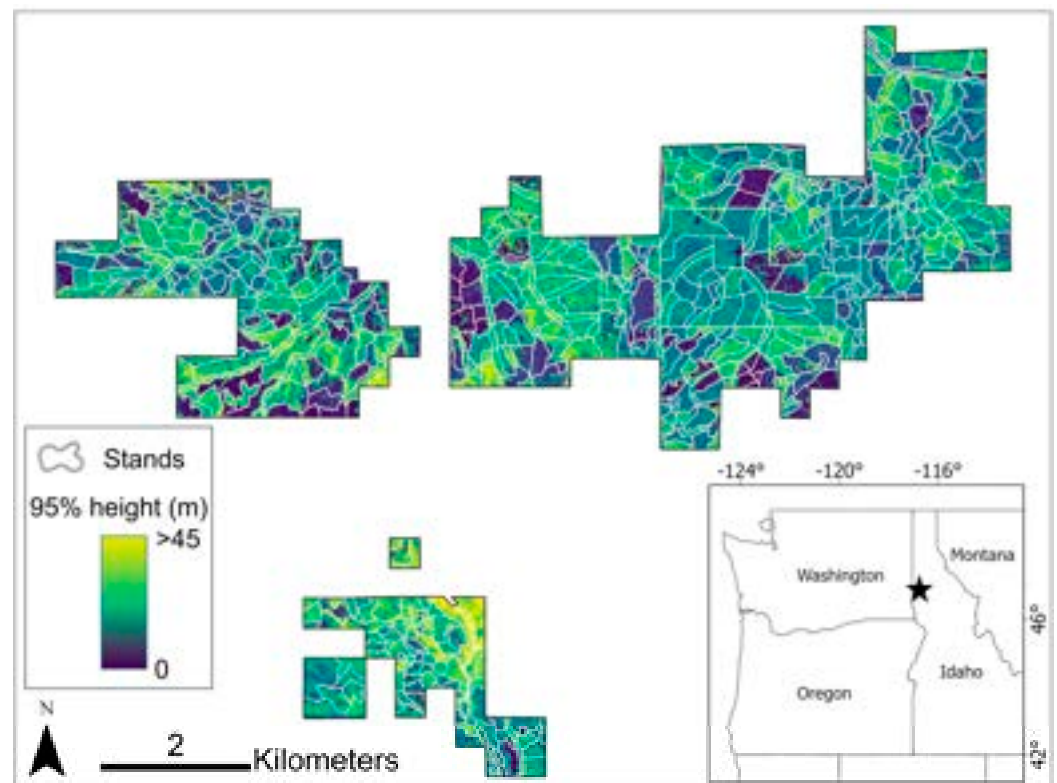 Stands
95% height (m)
>45
0
N
2
Kilometers
-124°
-120°
-116°
Washington
Montana
46°
Oregon
Idaho
42°